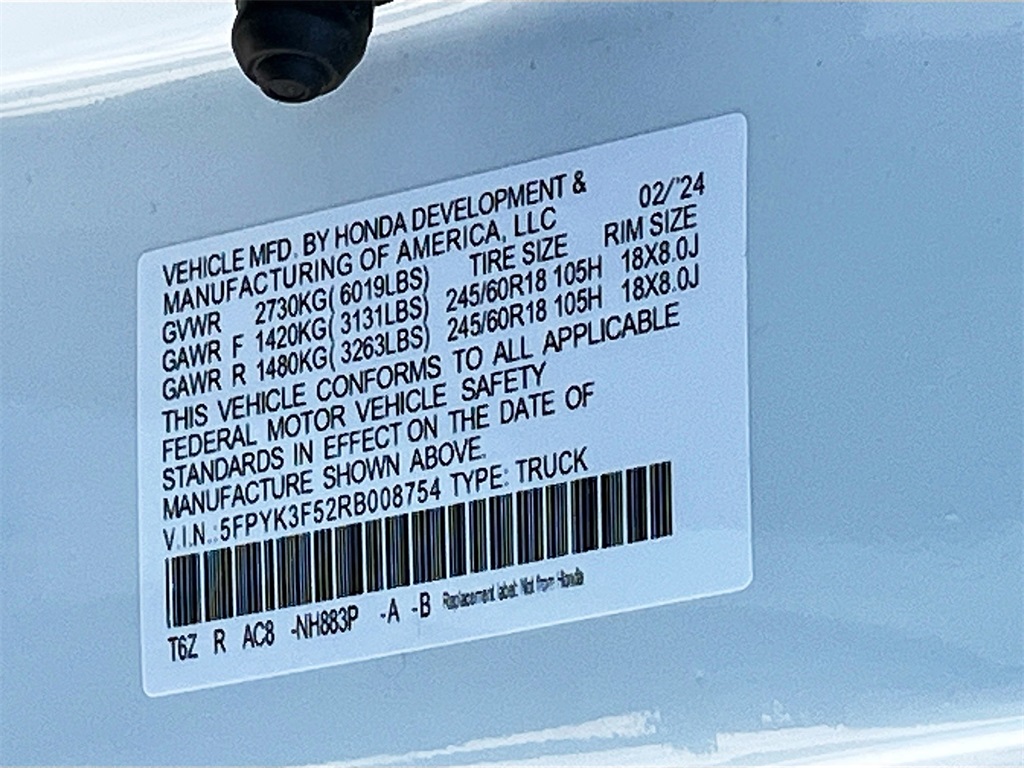 VEHICLE MFD. BY HONDA DEVELOPMENT &
MANUFACTURING OF AMERICA, LLC 02/'24
GVWR 2730KG( 6019LBS) TIRE SIZE RIM SIZE
GAWR F 1420KG( 3131LBS) 245/60R18 105H 18X8.0J
GAWR R 1480KG( 3263LBS) 245/60R18 105H 18X8.0J
THIS VEHICLE CONFORMS TO ALL APPLICABLE
FEDERAL MOTOR VEHICLE SAFETY
STANDARDS IN EFFECT ON THE DATE OF
MANUFACTURE SHOWN ABOVE.
V.I.N.:5FPYK3F52RB008754 TYPE: TRUCK
T6Z R AC8 -NH883P -A -B Replacement label: Not from Honda